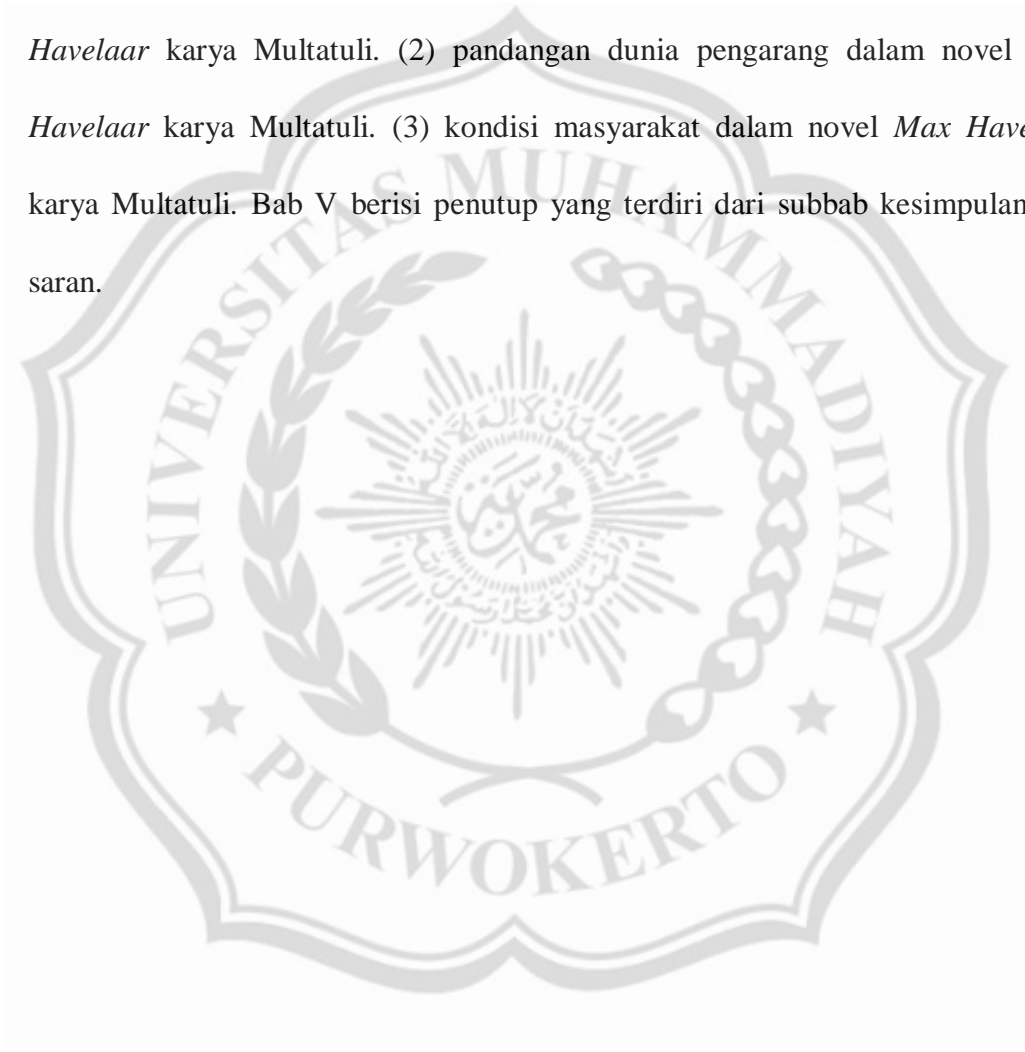 Havelaar karya Multatuli. (2) pandangan dunia pengarang dalam novel
Havelaar karya Multatuli. (3) kondisi masyarakat dalam novel Max Have
karya Multatuli. Bab V berisi penutup yang terdiri dari subbab kesimpulan
saran.
UNIVERSITAS MUHAMMADIYAH
PURWOKERTO